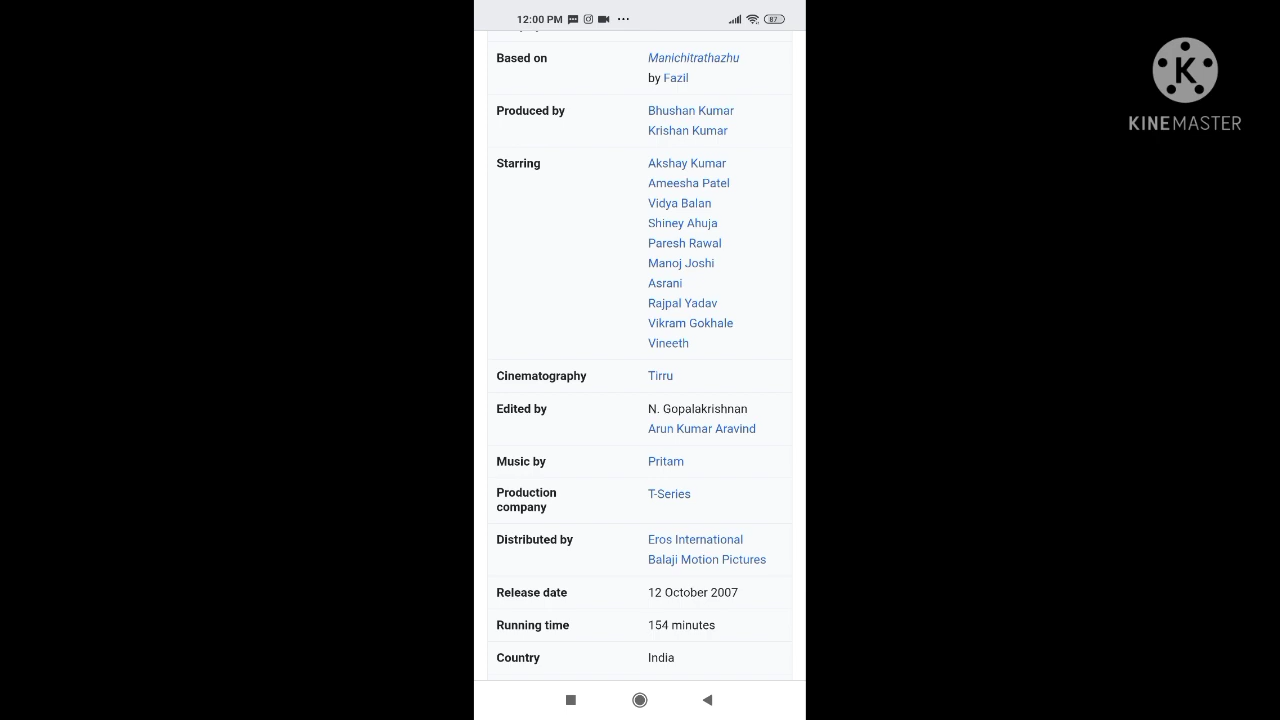 12:00 PM
87
Based on
Manichitrathazhu
by Fazil
Produced by
Bhushan Kumar
Krishan Kumar
Starring
Akshay Kumar
Ameesha Patel
Vidya Balan
Shiney Ahuja
Paresh Rawal
Manoj Joshi
Asrani
Rajpal Yadav
Vikram Gokhale
Vineeth
Cinematography
Tirru
Edited by
N. Gopalakrishnan
Arun Kumar Aravind
Music by
Pritam
Production
company
T-Series
Distributed by
Eros International
Balaji Motion Pictures
Release date
12 October 2007
Running time
154 minutes
Country
India
K
KINEMASTER